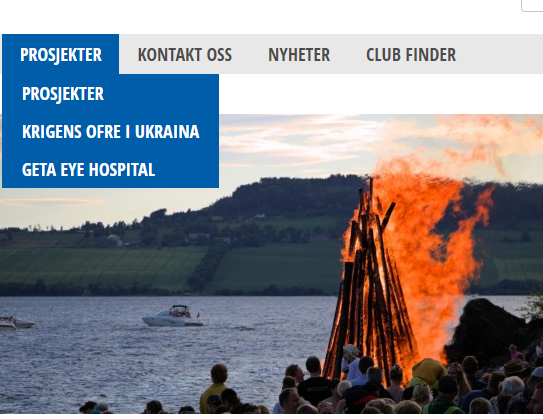 PROSJEKTER KONTAKT OSS NYHETER CLUB FINDER
PROSJEKTER
KRIGENS OFRE I UKRAINA
GETA EYE HOSPITAL